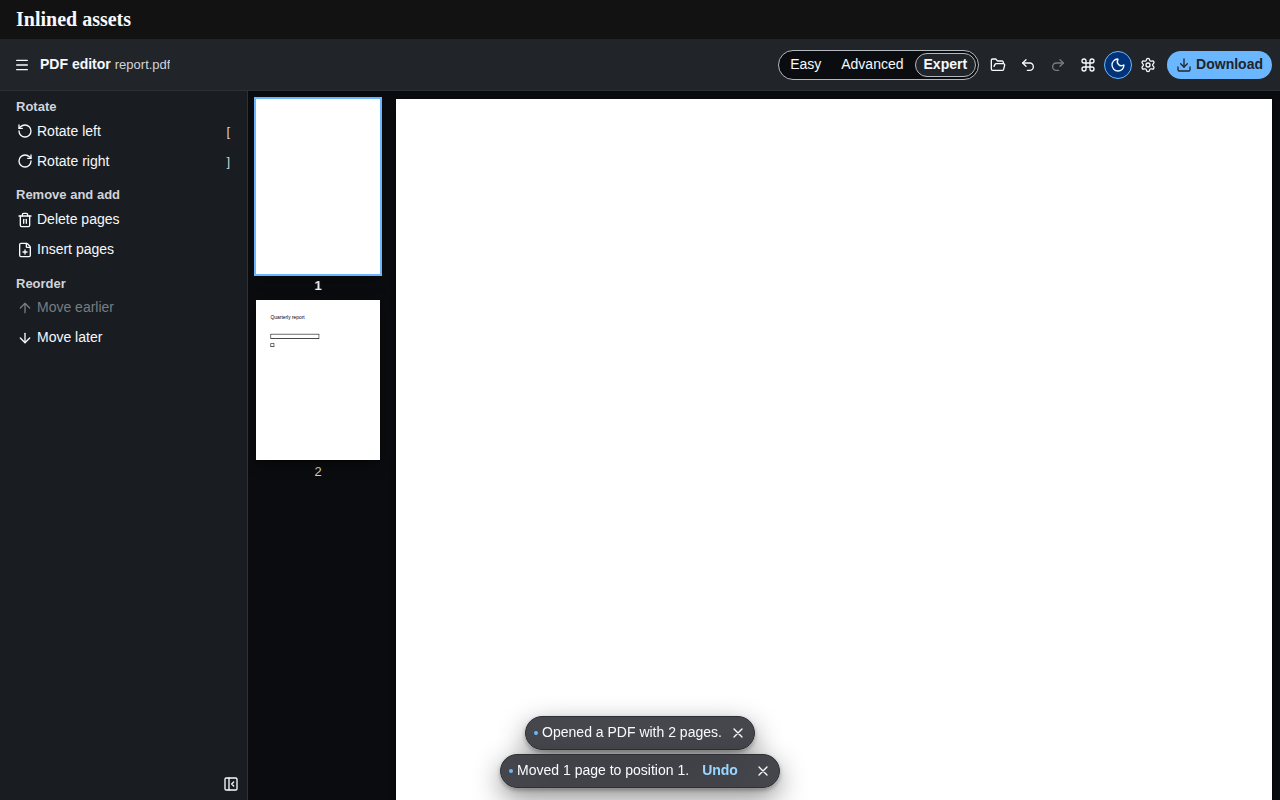 Inlined assets
PDF editor report.pdf
Easy Advanced Expert
Download
Rotate
Rotate left [
Rotate right ]
Remove and add
Delete pages
Insert pages
Reorder
Move earlier
Move later
1
Quarterly report
2
Opened a PDF with 2 pages.
Moved 1 page to position 1. Undo